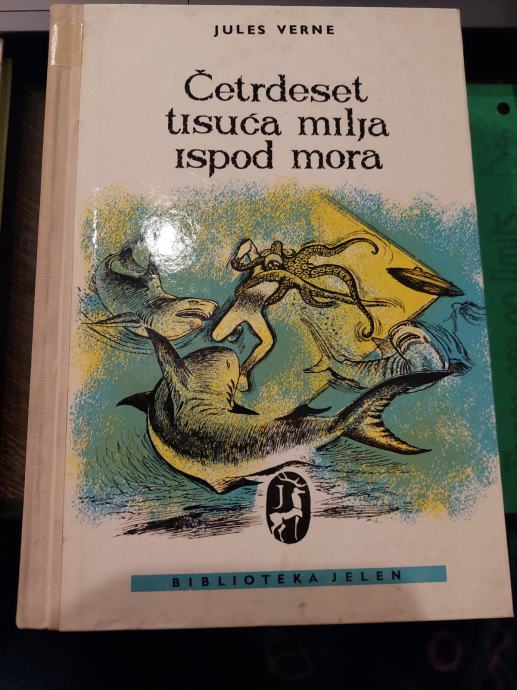 JULES VERNE
Četrdeset
tisuća milja
ispod mora
J
BIBLIOTEKA JELEN